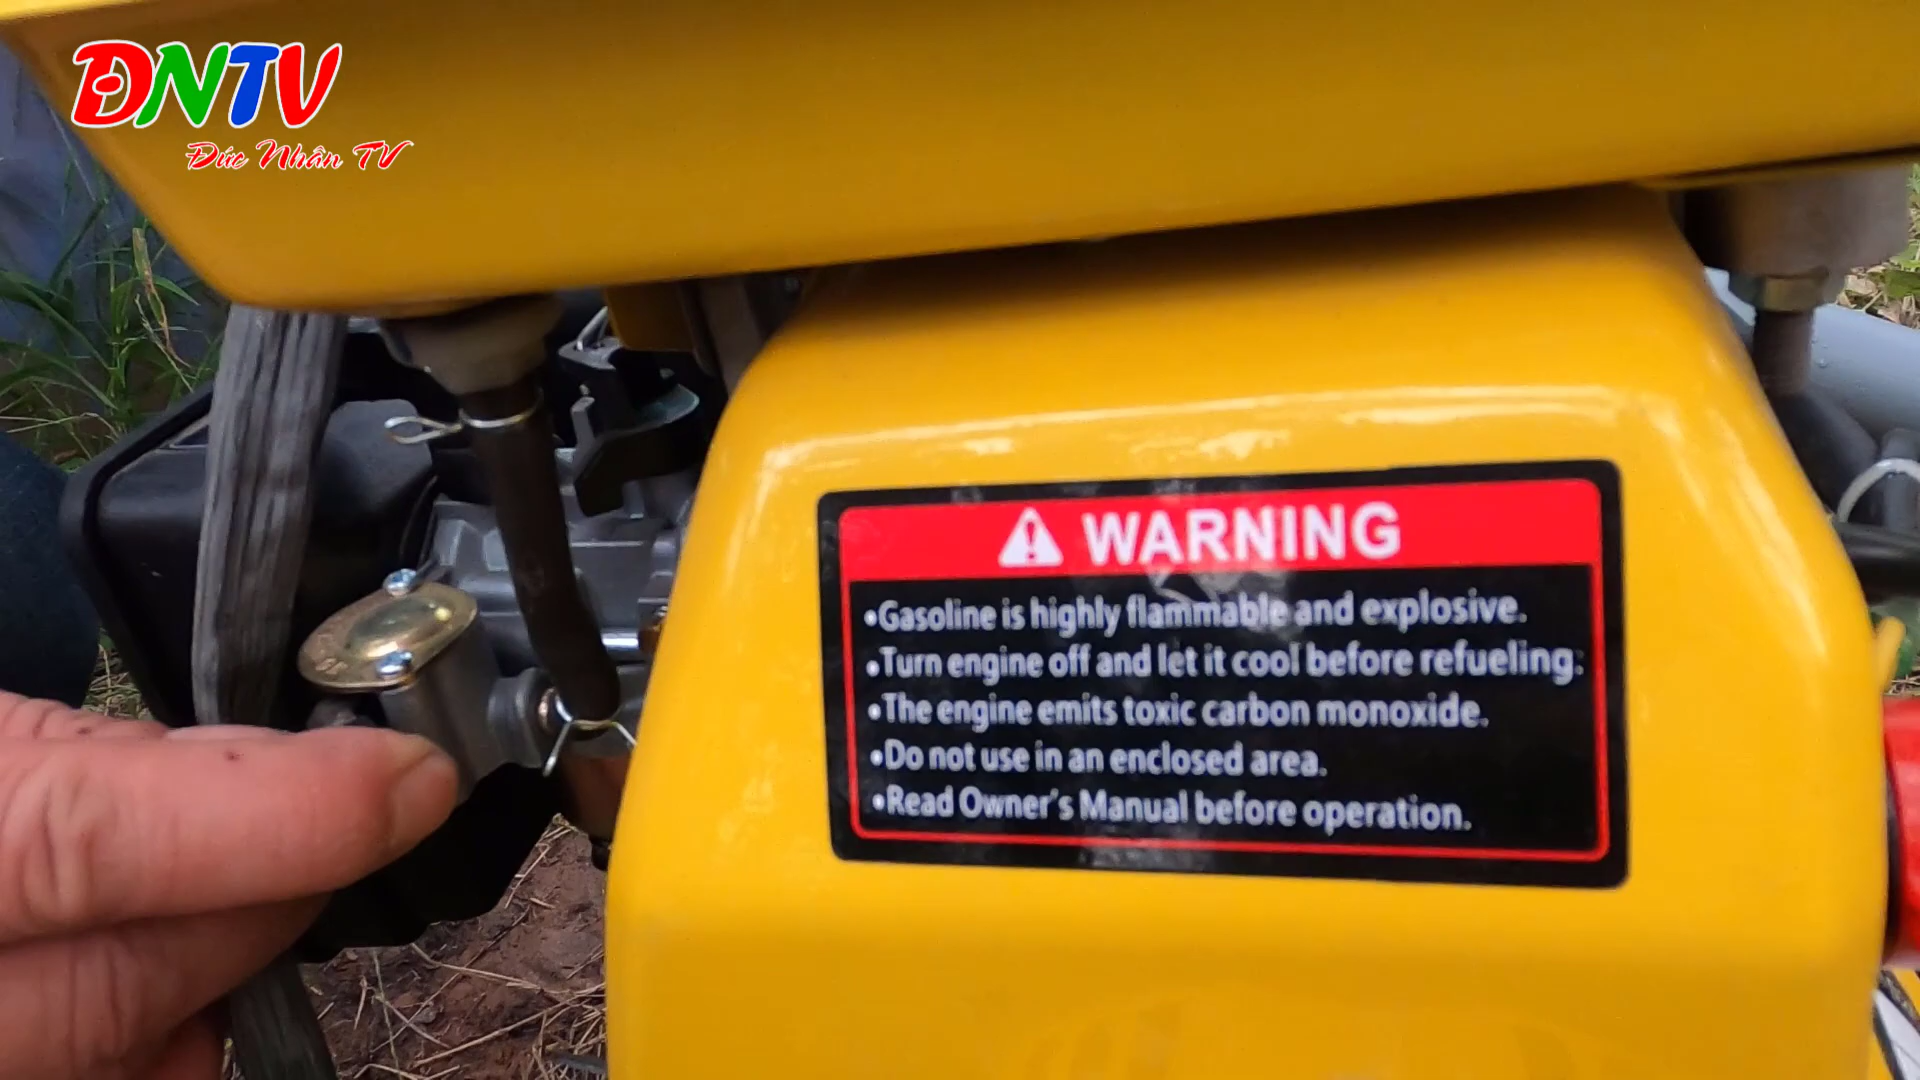 ĐNTV
Đức Nhân TV
WARNING
•Gasoline is highly flammable and explosive.
•Turn engine off and let it cool before refueling.
•The engine emits toxic carbon monoxide.
•Do not use in an enclosed area.
•Read Owner's Manual before operation.